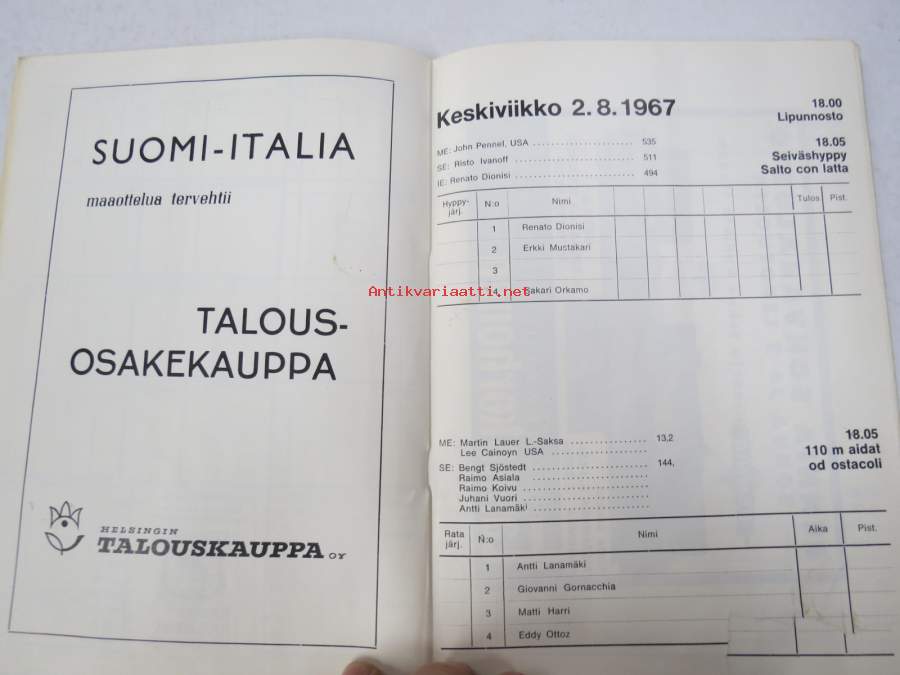 SUOMI-ITALIA
maaottelua tervehtii
TALOUS-
OSAKEKAUPPA
HELSINGIN
TALOUSKAUPPA OY
Keskiviikko 2.8.1967
18.00
Lipunnosto
ME: John Pennel, USA 535
SE: Risto Ivanoff 511
IE: Renato Dionisi 494
18.05
Seiväshyppy
Salto con latta
Hyppy-
järj. N:o Nimi Tulos Pist.
1 Renato Dionisi
2 Erkki Mustakari
3
4 Sakari Orkamo
Antikvariaatti.net
ME: Martin Lauer L.-Saksa 13,2
Lee Cainoyn USA
SE: Bengt Sjöstedt 144,
Raimo Asiala
Raimo Koivu
Juhani Vuori
Antti Lanamäki
18.05
110 m aidat
od ostacoli
Rata
järj. N:o Nimi Aika Pist.
1 Antti Lanamäki
2 Giovanni Gornacchia
3 Matti Harri
4 Eddy Ottoz